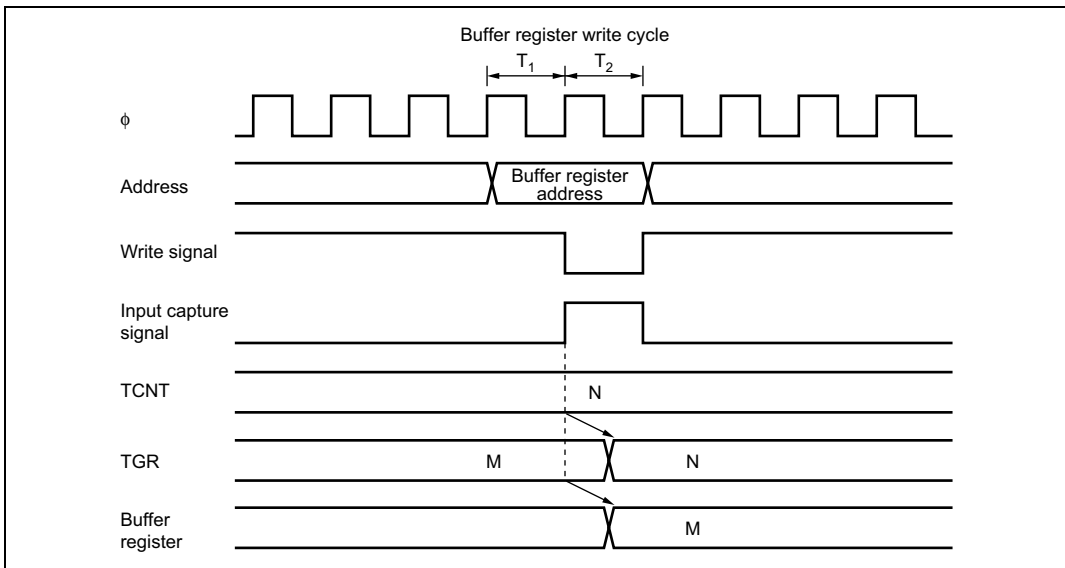 Buffer register write cycle
T1 T2
ϕ
Address
Buffer register
address
Write signal
Input capture
signal
TCNT
N
TGR
M
N
Buffer
register
M